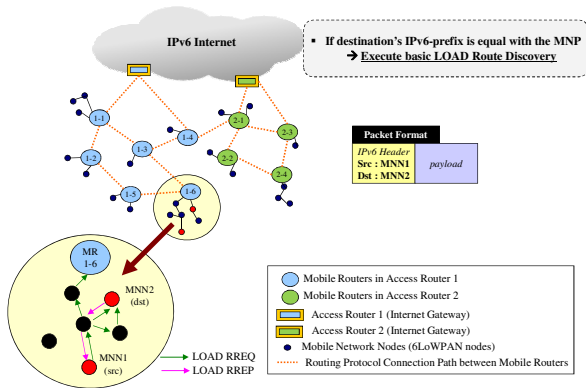 IPv6 Internet
▪ If destination's IPv6-prefix is equal with the MNP
➔ Execute basic LOAD Route Discovery
1-1
1-2
1-3
1-4
1-5
1-6
2-1
2-2
2-3
2-4
Packet Format
IPv6 Header
Src : MNN1
Dst : MNN2
payload
MR
1-6
MNN2
(dst)
MNN1
(src)
LOAD RREQ
LOAD RREP
Mobile Routers in Access Router 1
Mobile Routers in Access Router 2
Access Router 1 (Internet Gateway)
Access Router 2 (Internet Gateway)
Mobile Network Nodes (6LoWPAN nodes)
Routing Protocol Connection Path between Mobile Routers